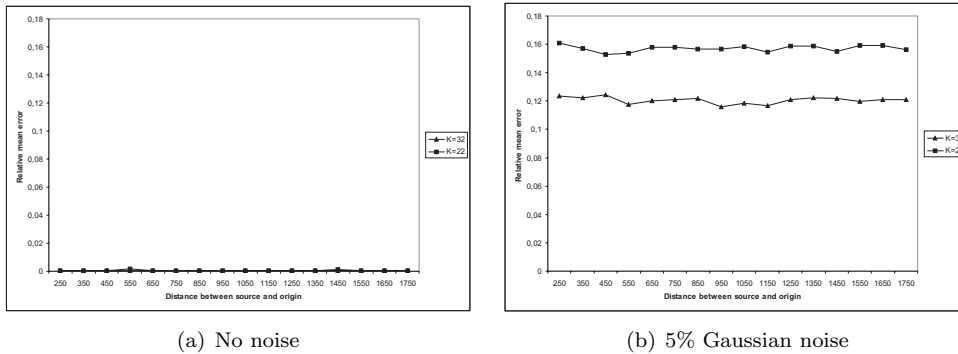 0,18
0,16
0,14
0,12
0,1
0,08
0,06
0,04
0,02
0
Relative mean error
250 350 450 550 650 750 850 950 1050 1150 1250 1350 1450 1550 1650 1750
Distance between source and origin
K=32
K=22
(a) No noise
0,18
0,16
0,14
0,12
0,1
0,08
0,06
0,04
0,02
0
Relative mean error
250 350 450 550 650 750 850 950 1050 1150 1250 1350 1450 1550 1650 1750
Distance between source and origin
K=3
K=2
(b) 5% Gaussian noise